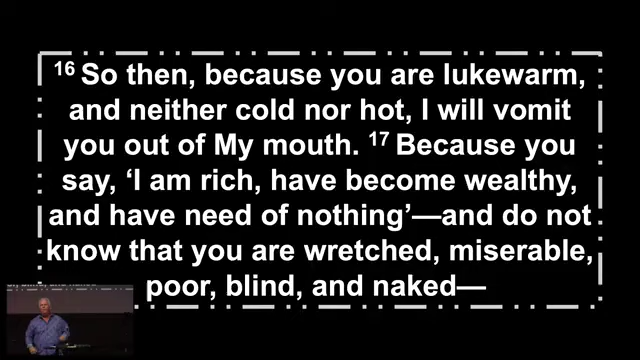 16 So then, because you are lukewarm,
and neither cold nor hot, I will vomit
you out of My mouth. 17 Because you
say, ‘I am rich, have become wealthy,
and have need of nothing’—and do not
know that you are wretched, miserable,
poor, blind, and naked—